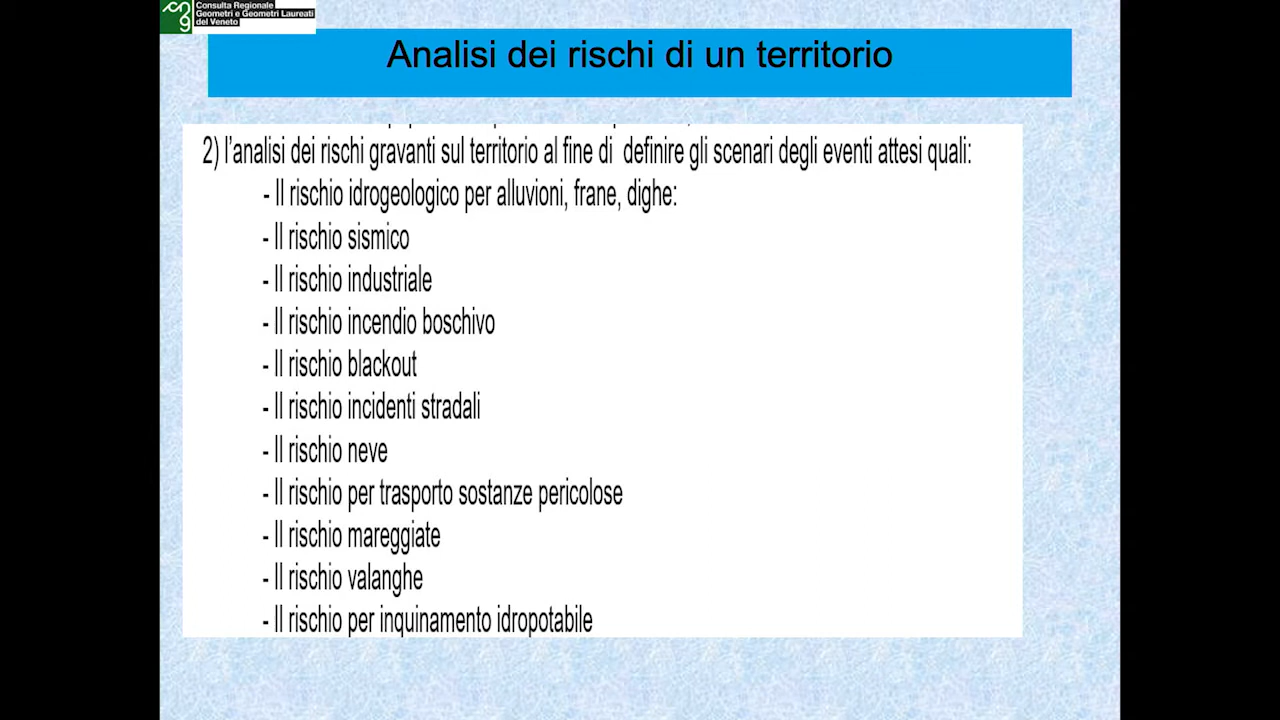 Consulta Regionale
Geometri e Geometri Laureati
del Veneto
Analisi dei rischi di un territorio
2) l'analisi dei rischi gravanti sul territorio al fine di definire gli scenari degli eventi attesi quali:
- Il rischio idrogeologico per alluvioni, frane, dighe:
- Il rischio sismico
- Il rischio industriale
- Il rischio incendio boschivo
- Il rischio blackout
- Il rischio incidenti stradali
- Il rischio neve
- Il rischio per trasporto sostanze pericolose
- Il rischio mareggiate
- Il rischio valanghe
- Il rischio per inquinamento idropotabile